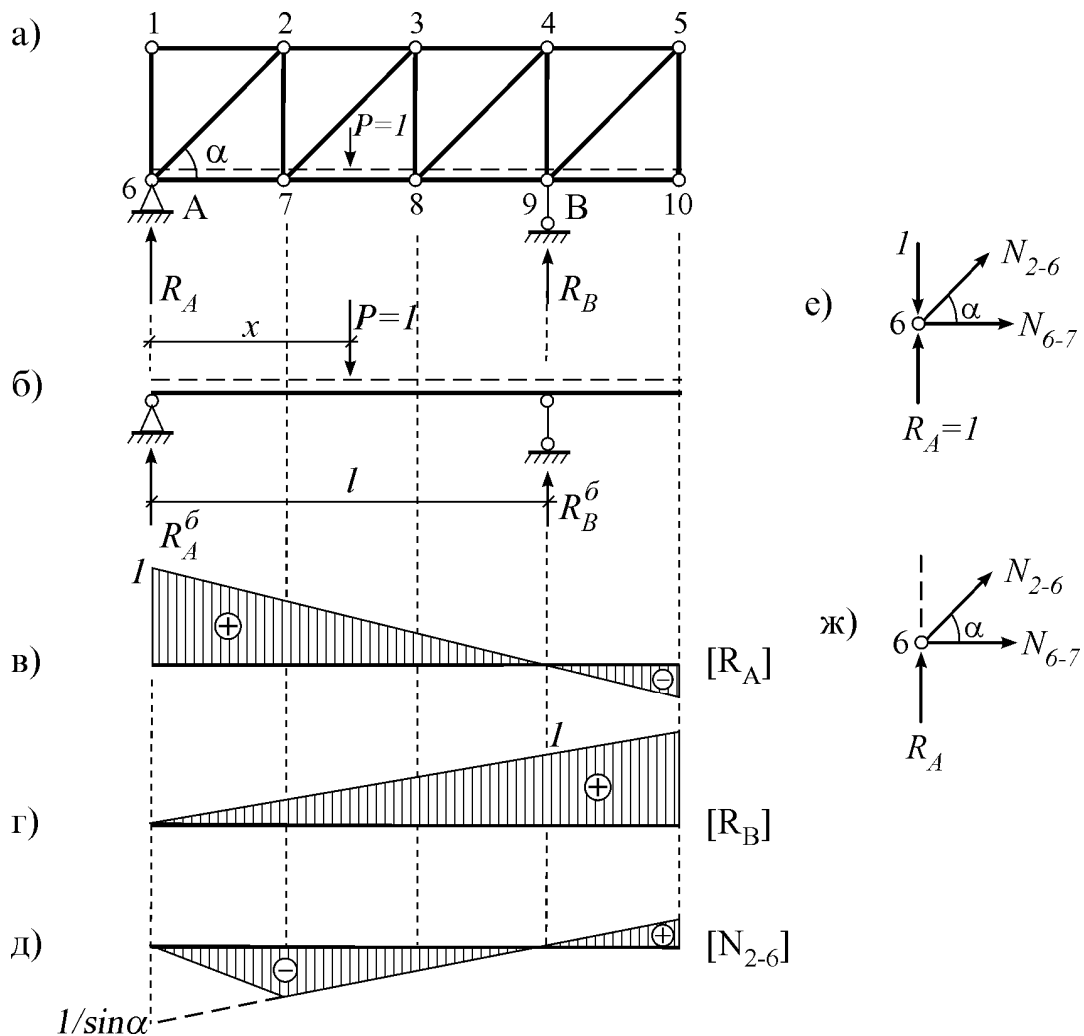 а)
1 2 3 4 5
P=1
α
6 A 7 8 9 B 10
R_A R_B
x P=1
б)
l
R_A^б R_B^б
1
+
в) − [R_A]
1
+
г) [R_B]
д) − + [N_2-6]
1/sinα
е)
1 N_2-6
6 α N_6-7
R_A=1
ж)
N_2-6
6 α N_6-7
R_A